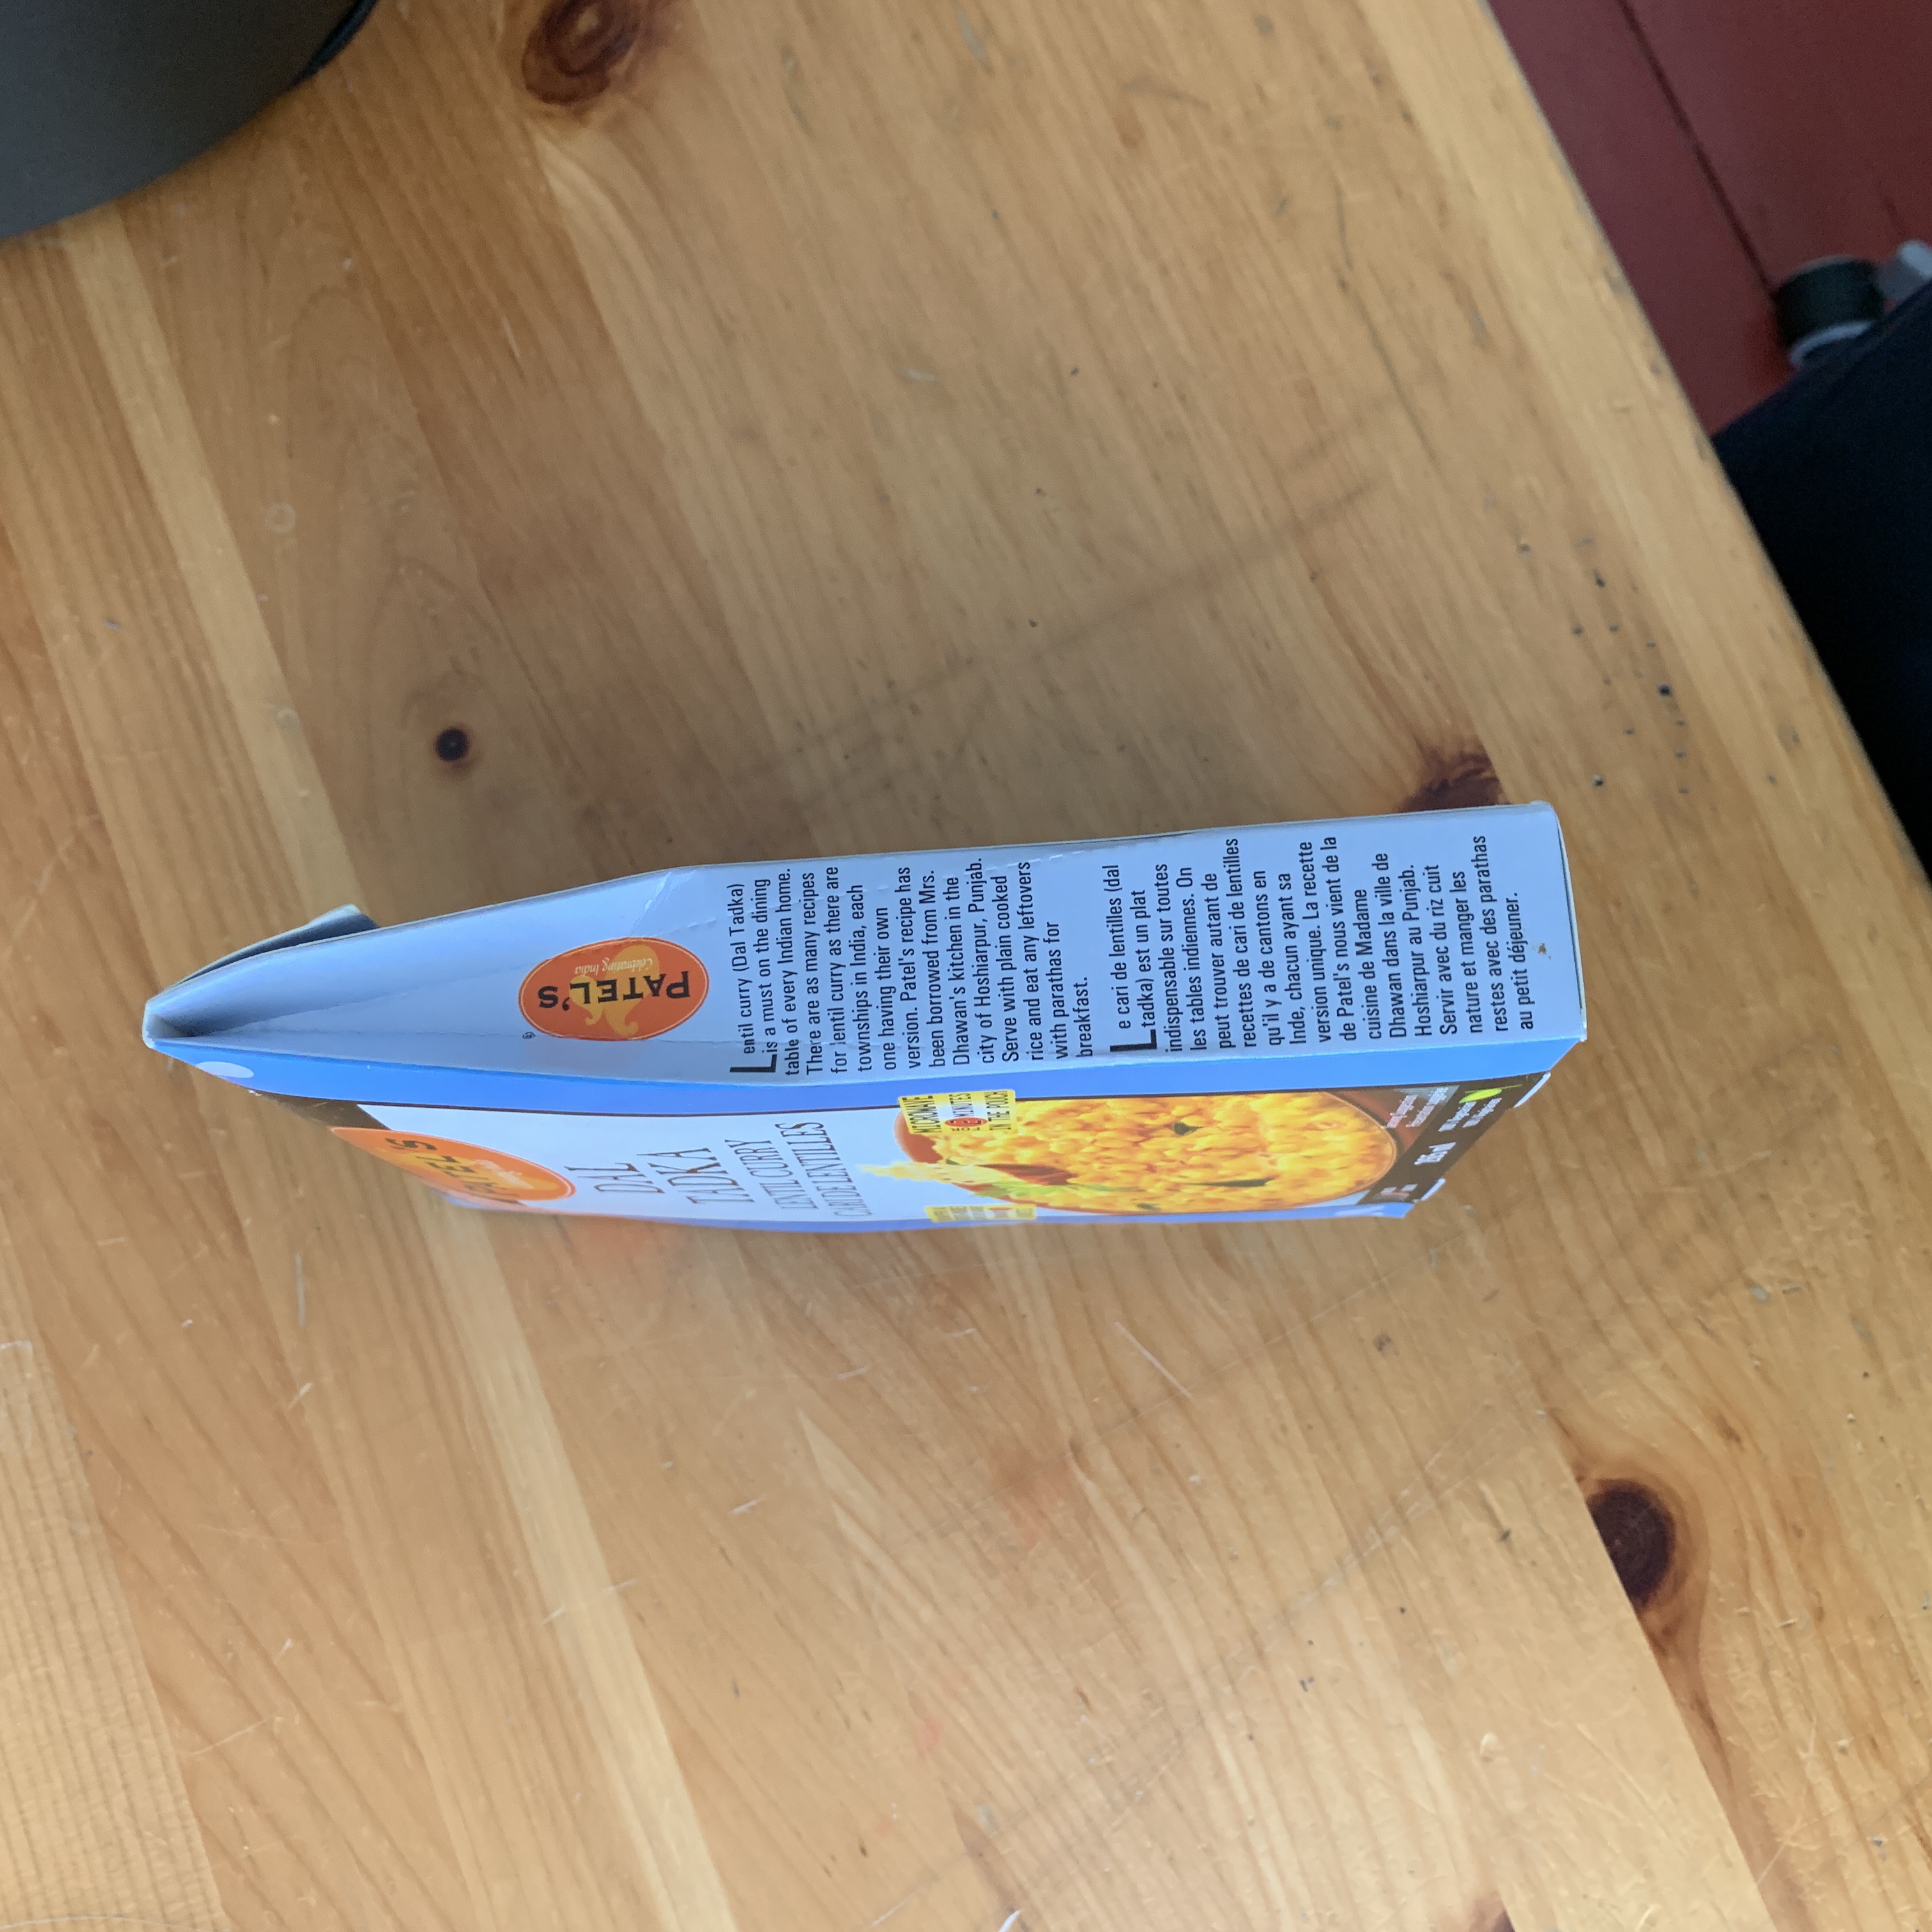 PATEL'S
DAL
TADKA
LENTIL CURRY
CARI DE LENTILLES
MICROWAVE
MINUTES
IN THE POUCH
Serving Suggestion
®
PATEL'S
Celebrating India
Lentil curry (Dal Tadka)
is a must on the dining
table of every Indian home.
There are as many recipes
for lentil curry as there are
townships in India, each
one having their own
version. Patel's recipe has
been borrowed from Mrs.
Dhawan's kitchen in the
city of Hoshiarpur, Punjab.
Serve with plain cooked
rice and eat any leftovers
with parathas for
breakfast.
Le cari de lentilles (dal
tadka) est un plat
indispensable sur toutes
les tables indiennes. On
peut trouver autant de
recettes de cari de lentilles
qu'il y a de cantons en
Inde, chacun ayant sa
version unique. La recette
de Patel's nous vient de la
cuisine de Madame
Dhawan dans la ville de
Hoshiarpur au Punjab.
Servir avec du riz cuit
nature et manger les
restes avec des parathas
au petit déjeuner.